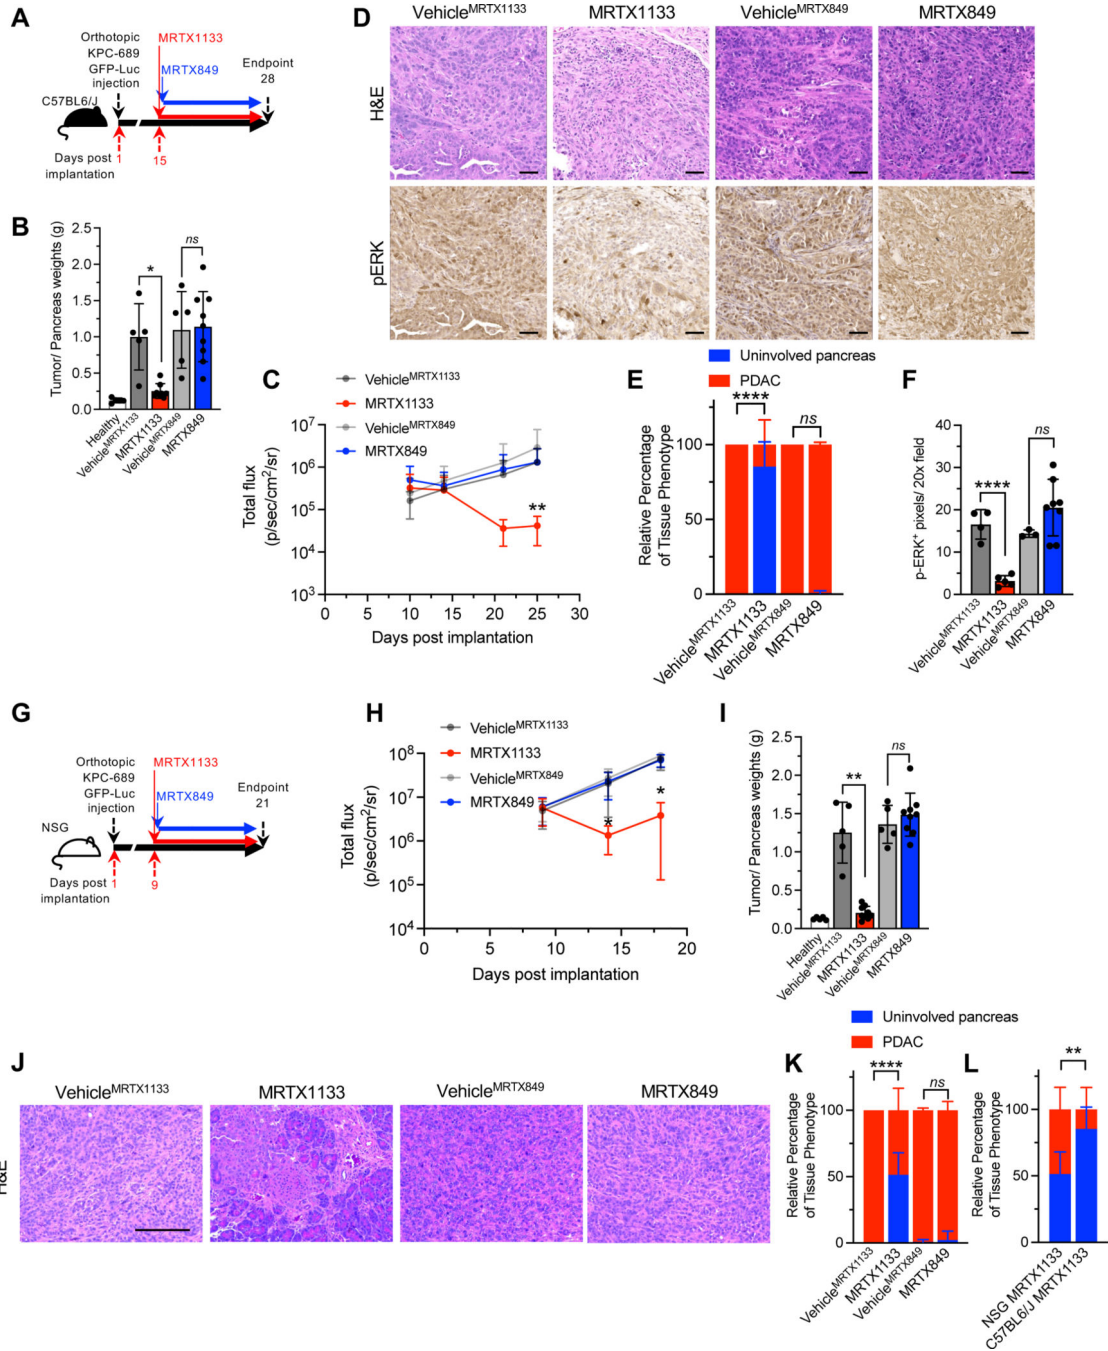 A
Orthotopic
KPC-689
GFP-Luc
injection
MRTX1133
MRTX849
Endpoint
28
C57BL6/J
Days post
implantation
1
15
B
Tumor/ Pancreas weights (g)
2.5
2.0
1.5
1.0
0.5
0.0
*
ns
Healthy
VehicleMRTX1133
MRTX1133
VehicleMRTX849
MRTX849
C
VehicleMRTX1133
MRTX1133
VehicleMRTX849
MRTX849
Total flux
(p/sec/cm2/sr)
107
106
105
104
103
**
0 5 10 15 20 25 30
Days post implantation
D
VehicleMRTX1133
MRTX1133
VehicleMRTX849
MRTX849
H&E
pERK
Uninvolved pancreas
PDAC
E
Relative Percentage
of Tissue Phenotype
100
50
0
****
ns
VehicleMRTX1133
MRTX1133
VehicleMRTX849
MRTX849
F
p-ERK+ pixels/ 20x field
40
30
20
10
0
****
ns
VehicleMRTX1133
MRTX1133
VehicleMRTX849
MRTX849
G
Orthotopic
KPC-689
GFP-Luc
injection
MRTX1133
MRTX849
Endpoint
21
NSG
Days post
implantation
1
9
H
VehicleMRTX1133
MRTX1133
VehicleMRTX849
MRTX849
Total flux
(p/sec/cm2/sr)
108
107
106
105
104
*
*
0 5 10 15 20
Days post implantation
I
Tumor/ Pancreas weights (g)
2.5
2.0
1.5
1.0
0.5
0.0
**
ns
Healthy
VehicleMRTX1133
MRTX1133
VehicleMRTX849
MRTX849
J
VehicleMRTX1133
MRTX1133
VehicleMRTX849
MRTX849
H&E
Uninvolved pancreas
PDAC
K
Relative Percentage
of Tissue Phenotype
100
50
0
****
ns
VehicleMRTX1133
MRTX1133
VehicleMRTX849
MRTX849
L
Relative Percentage
of Tissue Phenotype
100
50
0
**
NSG MRTX1133
C57BL6/J MRTX1133